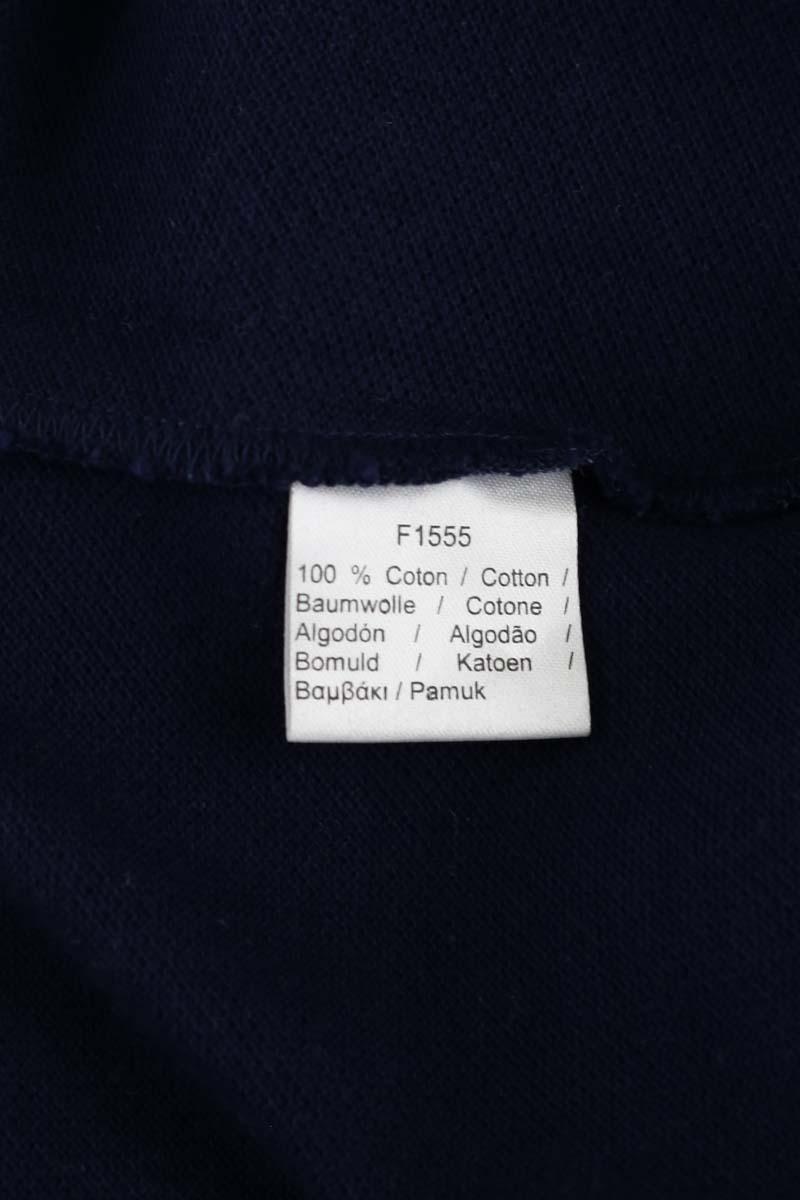 F1555
100 % Coton / Cotton /
Baumwolle / Cotone /
Algodón / Algodão /
Bomuld / Katoen /
Βαμβάκι / Pamuk